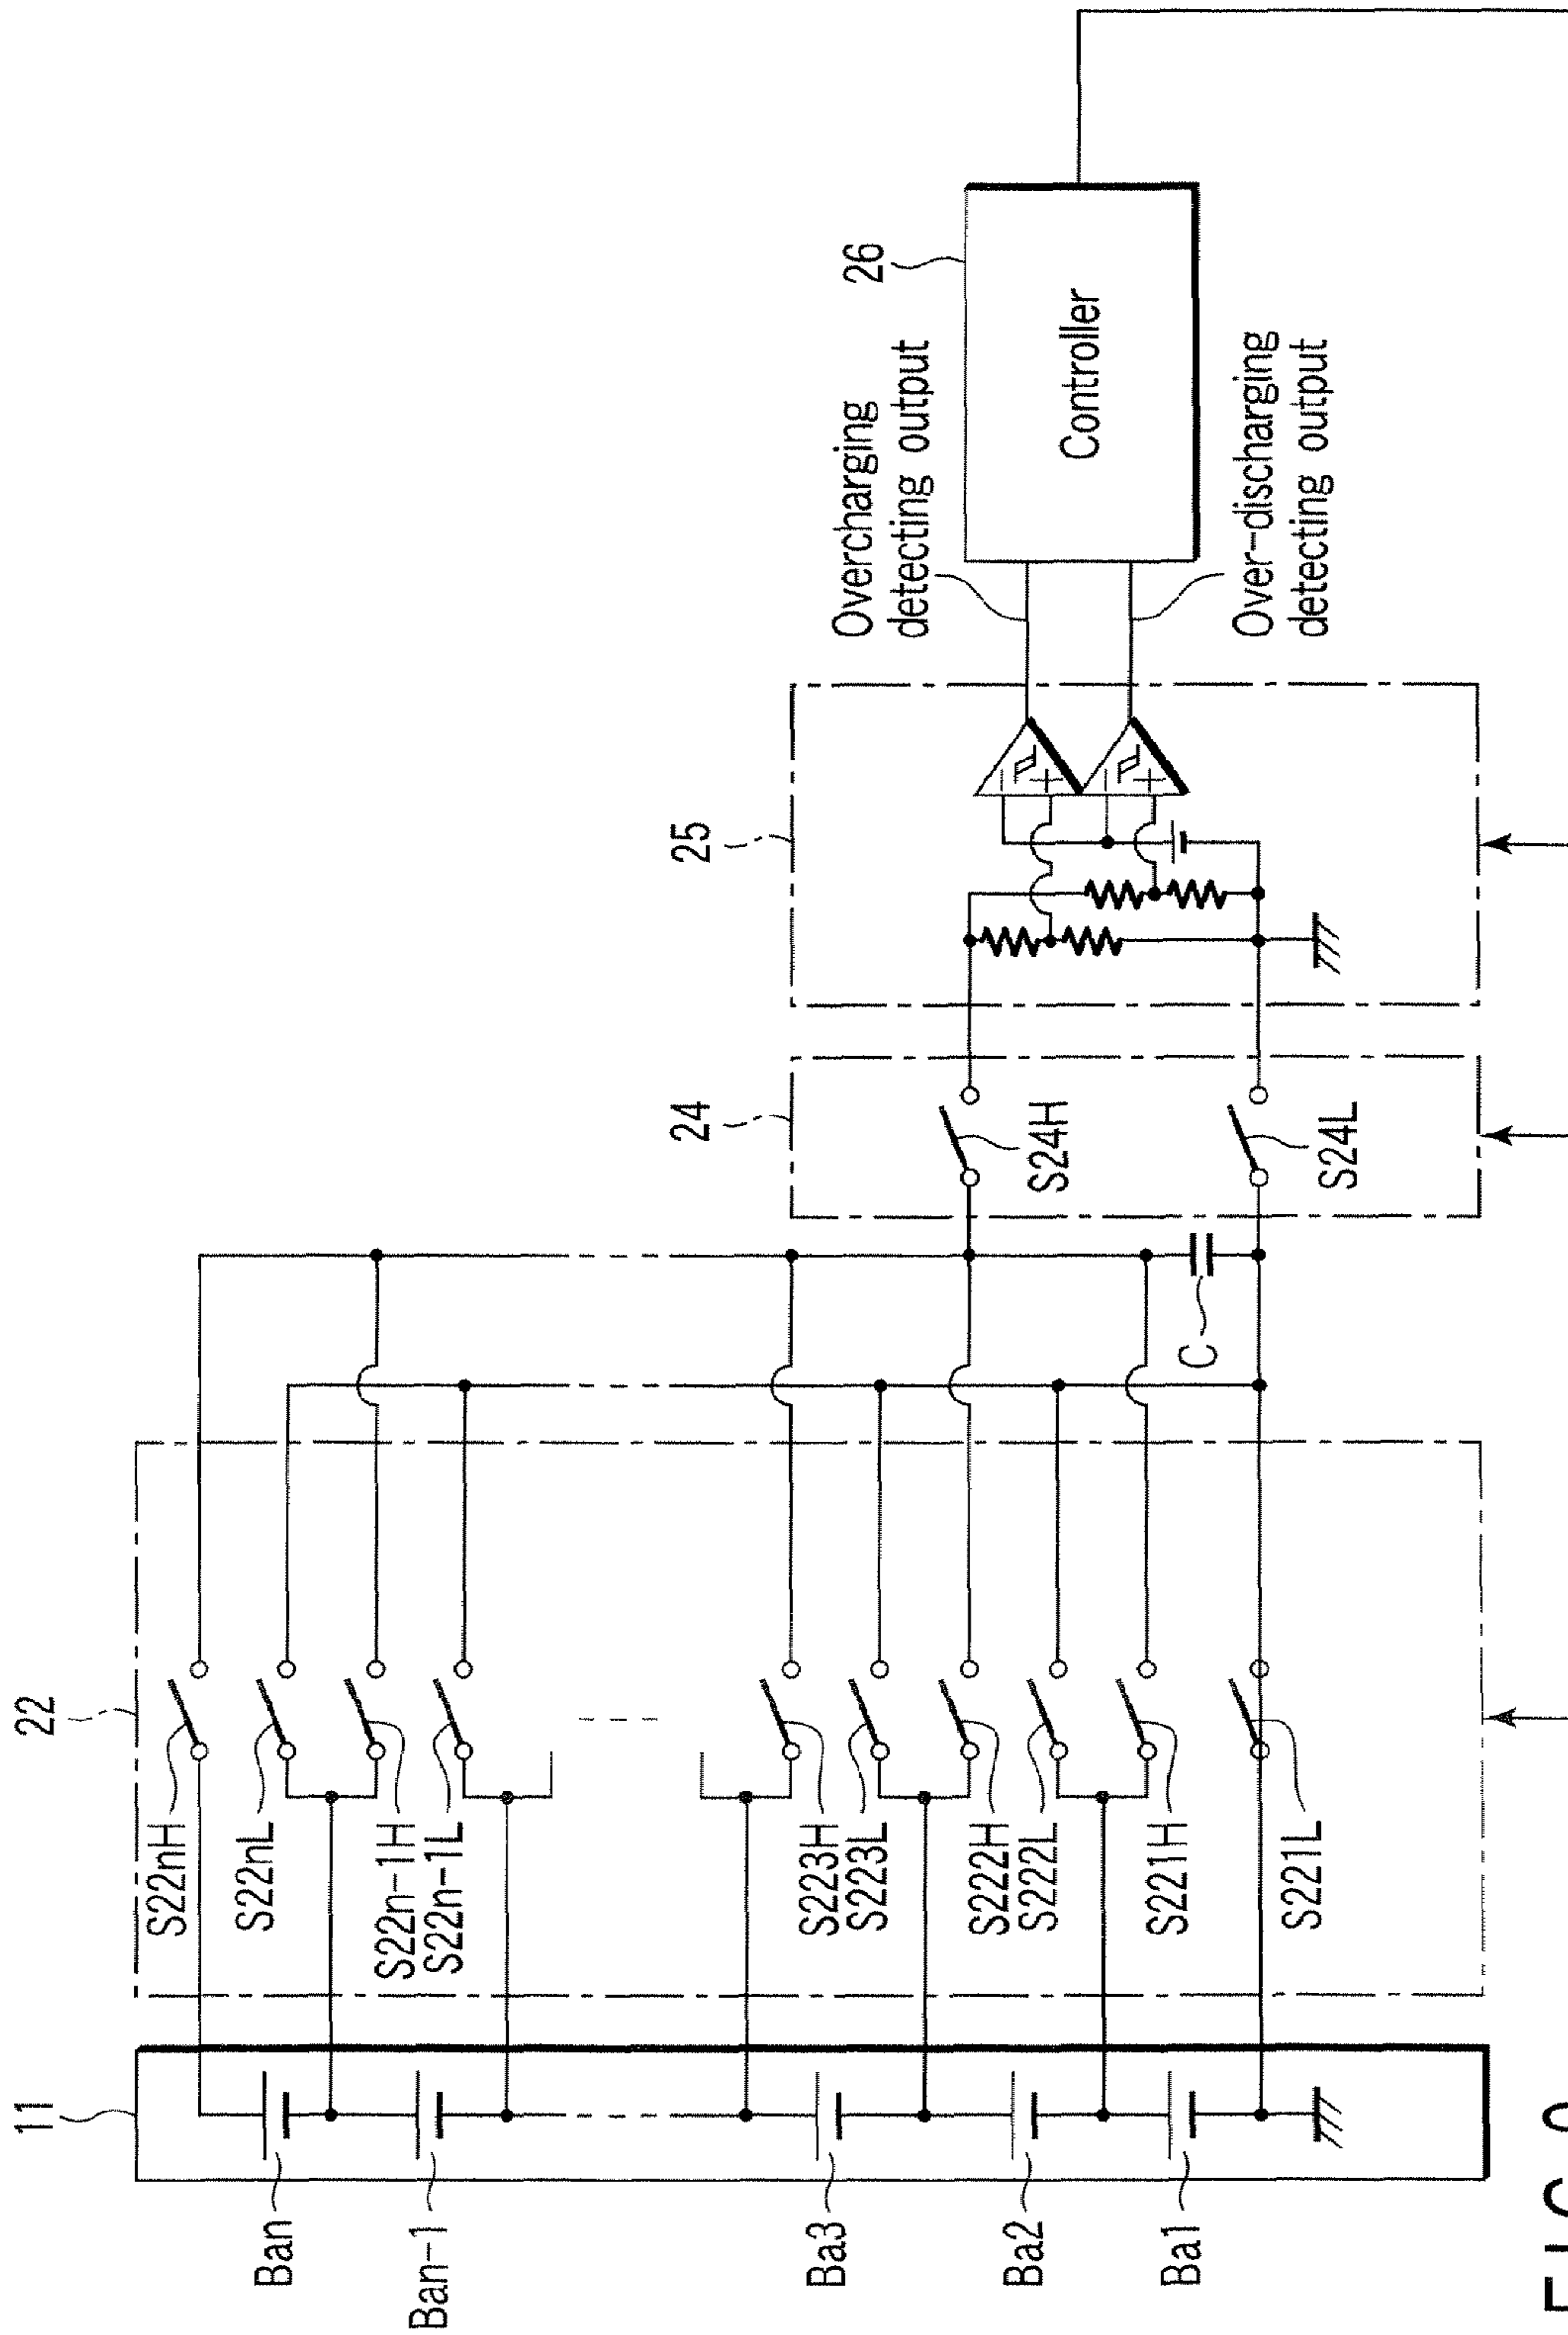 11
22
24
25
26
Ban
Ban-1
Ba3
Ba2
Ba1
S22nH
S22nL
S22n-1H
S22n-1L
S223H
S223L
S222H
S222L
S221H
S221L
C
S24H
S24L
Overcharging
detecting output
Over-discharging
detecting output
Controller